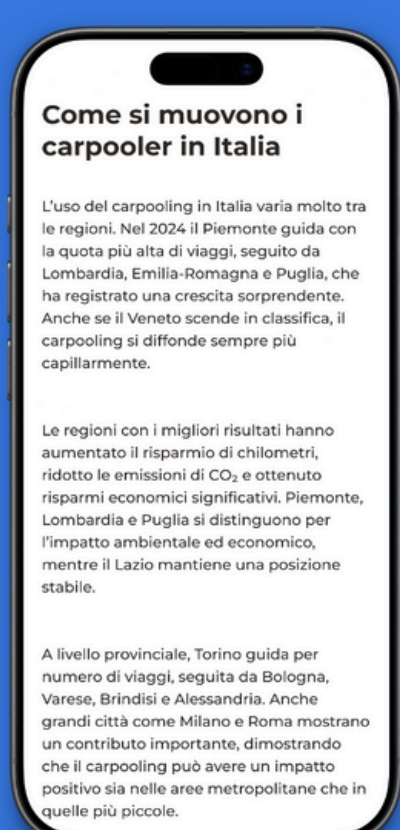 Come si muovono i
carpooler in Italia
L'uso del carpooling in Italia varia molto tra
le regioni. Nel 2024 il Piemonte guida con
la quota più alta di viaggi, seguito da
Lombardia, Emilia-Romagna e Puglia, che
ha registrato una crescita sorprendente.
Anche se il Veneto scende in classifica, il
carpooling si diffonde sempre più
capillarmente.
Le regioni con i migliori risultati hanno
aumentato il risparmio di chilometri,
ridotto le emissioni di CO₂ e ottenuto
risparmi economici significativi. Piemonte,
Lombardia e Puglia si distinguono per
l'impatto ambientale ed economico,
mentre il Lazio mantiene una posizione
stabile.
A livello provinciale, Torino guida per
numero di viaggi, seguita da Bologna,
Varese, Brindisi e Alessandria. Anche
grandi città come Milano e Roma mostrano
un contributo importante, dimostrando
che il carpooling può avere un impatto
positivo sia nelle aree metropolitane che in
quelle più piccole.